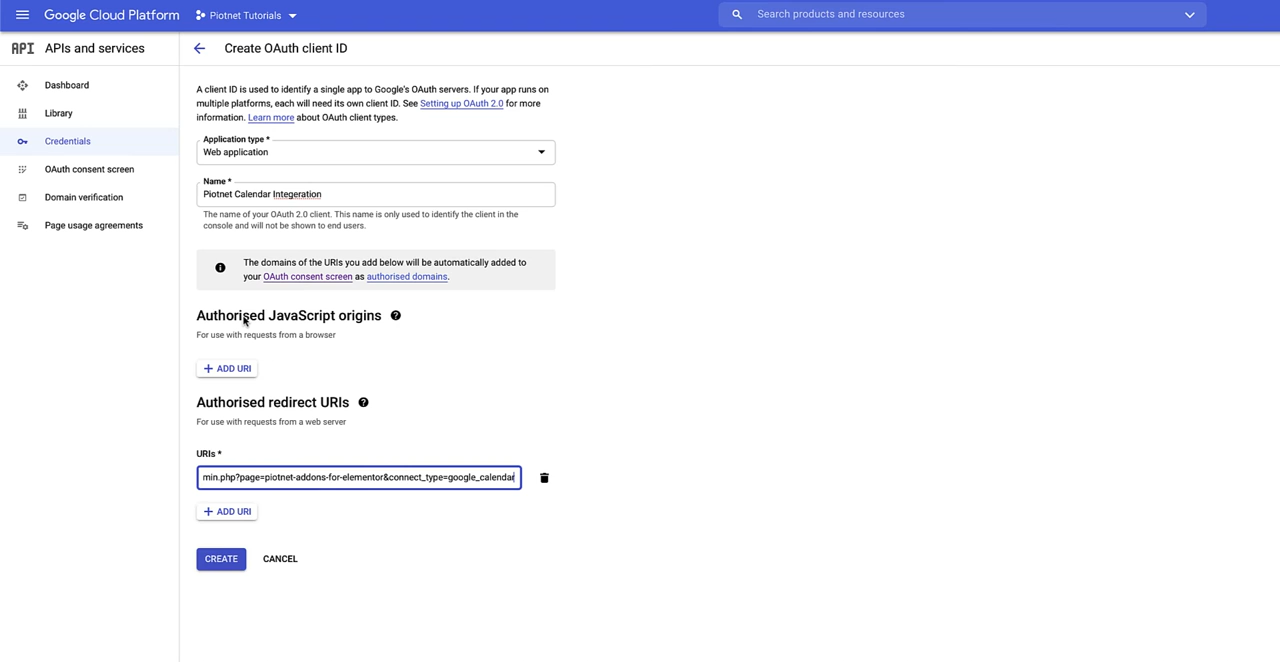 Google Cloud Platform
Piotnet Tutorials
Search products and resources
API APIs and services
Create OAuth client ID
Dashboard
Library
Credentials
OAuth consent screen
Domain verification
Page usage agreements
A client ID is used to identify a single app to Google's OAuth servers. If your app runs on
multiple platforms, each will need its own client ID. See Setting up OAuth 2.0 for more
information. Learn more about OAuth client types.
Application type *
Web application
Name *
Piotnet Calendar Integeration
The name of your OAuth 2.0 client. This name is only used to identify the client in the
console and will not be shown to end users.
The domains of the URIs you add below will be automatically added to
your OAuth consent screen as authorised domains.
Authorised JavaScript origins
For use with requests from a browser
ADD URI
Authorised redirect URIs
For use with requests from a web server
URIs *
min.php?page=piotnet-addons-for-elementor&connect_type=google_calendar
ADD URI
CREATE CANCEL